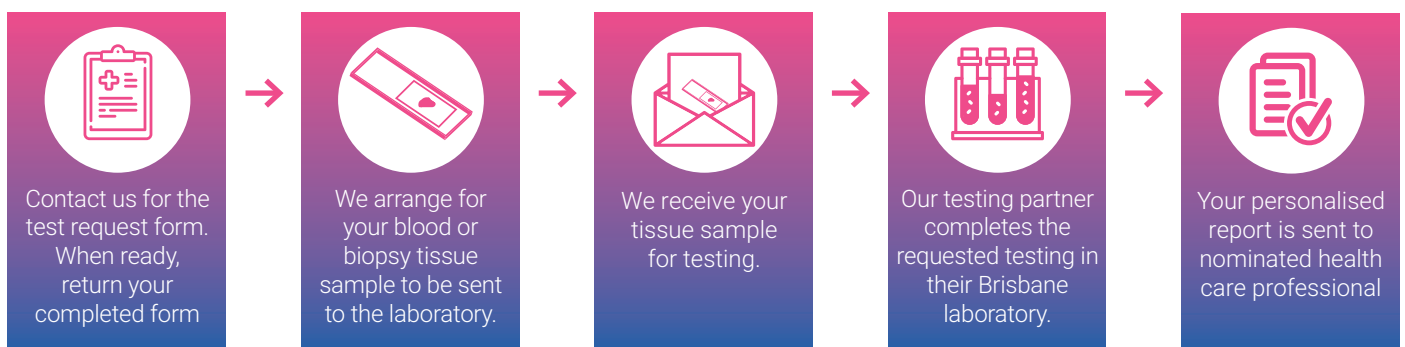 Contact us for the
test request form.
When ready,
return your
completed form
We arrange for
your blood or
biopsy tissue
sample to be sent
to the laboratory.
We receive your
tissue sample
for testing.
Our testing partner
completes the
requested testing in
their Brisbane
laboratory.
Your personalised
report is sent to
nominated health
care professional